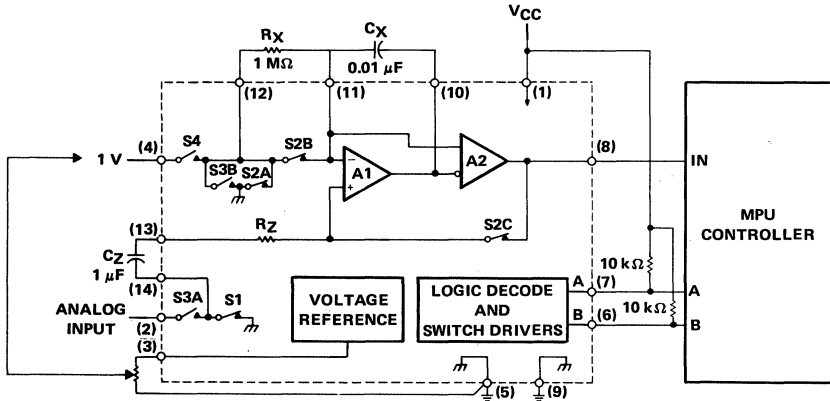 VCC
RX
1 MΩ
CX
0.01 µF
(12)
(11)
(10)
(1)
(4)
1 V
S4
S3B
S2A
S2B
A1
A2
(8)
IN
MPU
CONTROLLER
(13)
RZ
S2C
CZ
1 µF
(14)
10 kΩ
ANALOG
INPUT
(2)
S3A
S1
VOLTAGE
REFERENCE
LOGIC DECODE
AND
SWITCH DRIVERS
A
(7)
A
10 kΩ
B
(6)
B
(3)
(5)
(9)